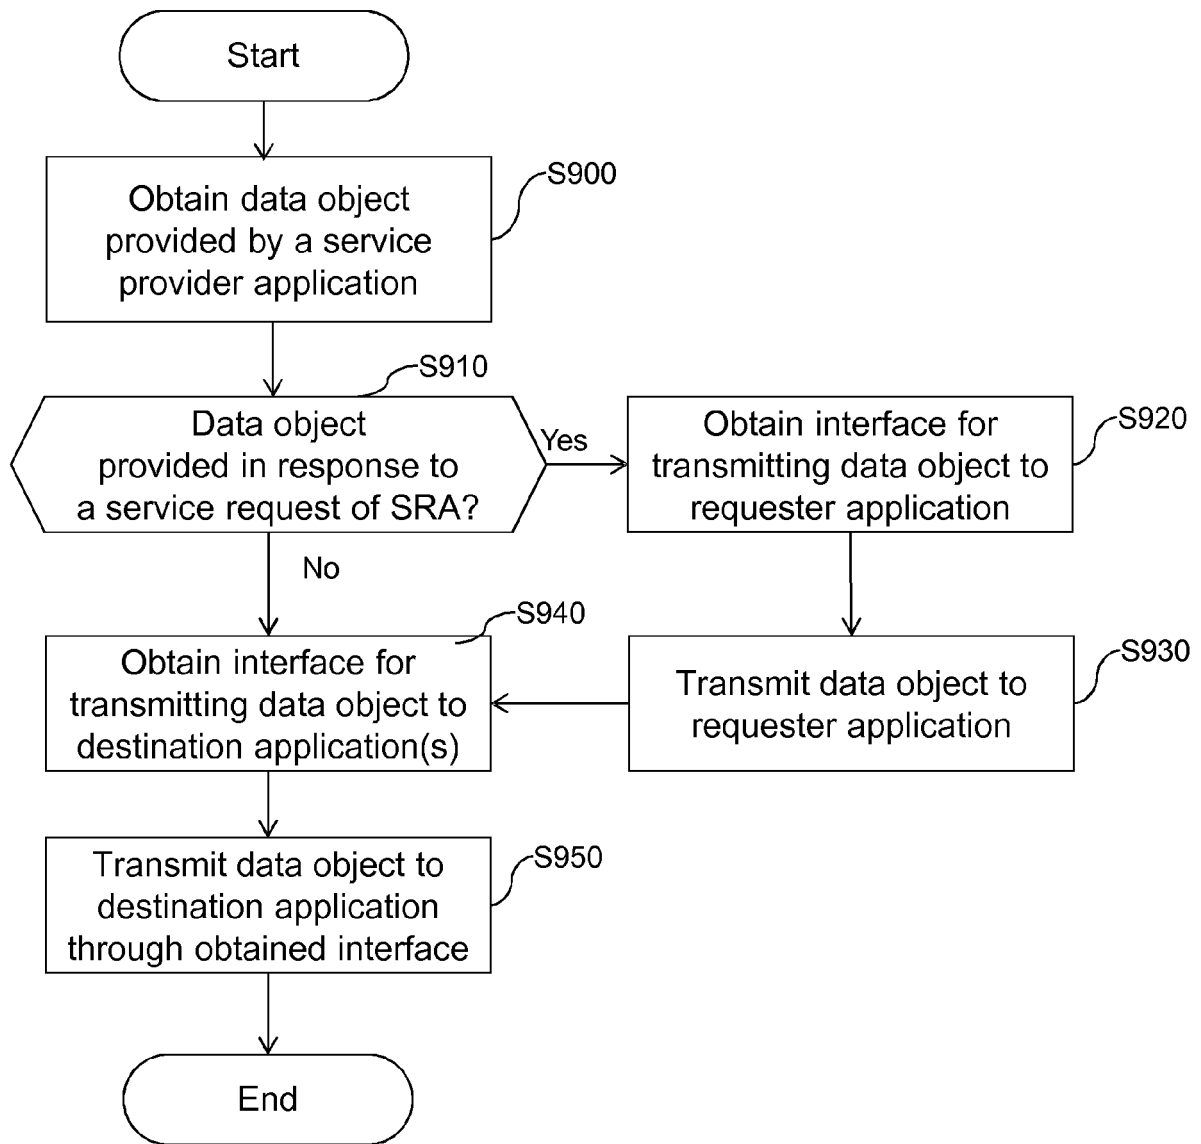 Start
S900
Obtain data object
provided by a service
provider application
S910
Data object
provided in response to
a service request of SRA?
Yes
S920
Obtain interface for
transmitting data object to
requester application
No
S940
Obtain interface for
transmitting data object to
destination application(s)
S930
Transmit data object to
requester application
S950
Transmit data object to
destination application
through obtained interface
End